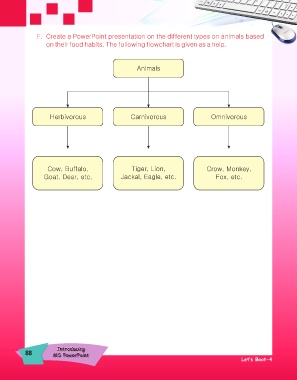 F. Create a PowerPoint presentation on the different types on animals based
on their food habits. The following flowchart is given as a help.
Animals
Herbivorous
Carnivorous
Omnivorous
Cow, Buffalo,
Goat, Dear, etc.
Tiger, Lion,
Jackal, Eagle, etc.
Crow, Monkey,
Fox, etc.
88
Introducing
MS PowerPoint
Let's Boot-4